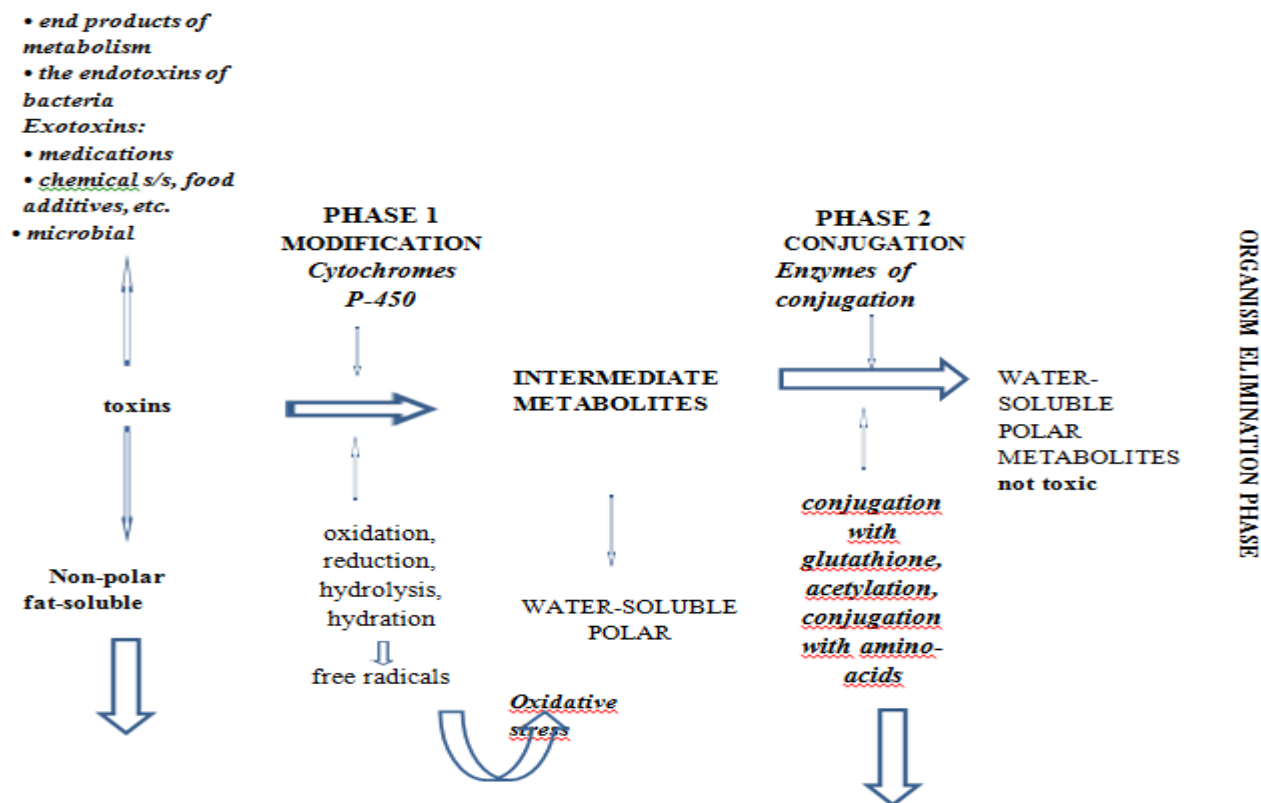 • end products of
metabolism
• the endotoxins of
bacteria
Exotoxins:
• medications
• chemical s/s, food
additives, etc.
• microbial
toxins
Non-polar
fat-soluble
PHASE 1
MODIFICATION
Cytochromes
P-450
oxidation,
reduction,
hydrolysis,
hydration
free radicals
Oxidative
stress
INTERMEDIATE
METABOLITES
WATER-SOLUBLE
POLAR
PHASE 2
CONJUGATION
Enzymes of
conjugation
conjugation
with
glutathione,
acetylation,
conjugation
with amino-
acids
WATER-
SOLUBLE
POLAR
METABOLITES
not toxic
ORGANISM ELIMINATION PHASE